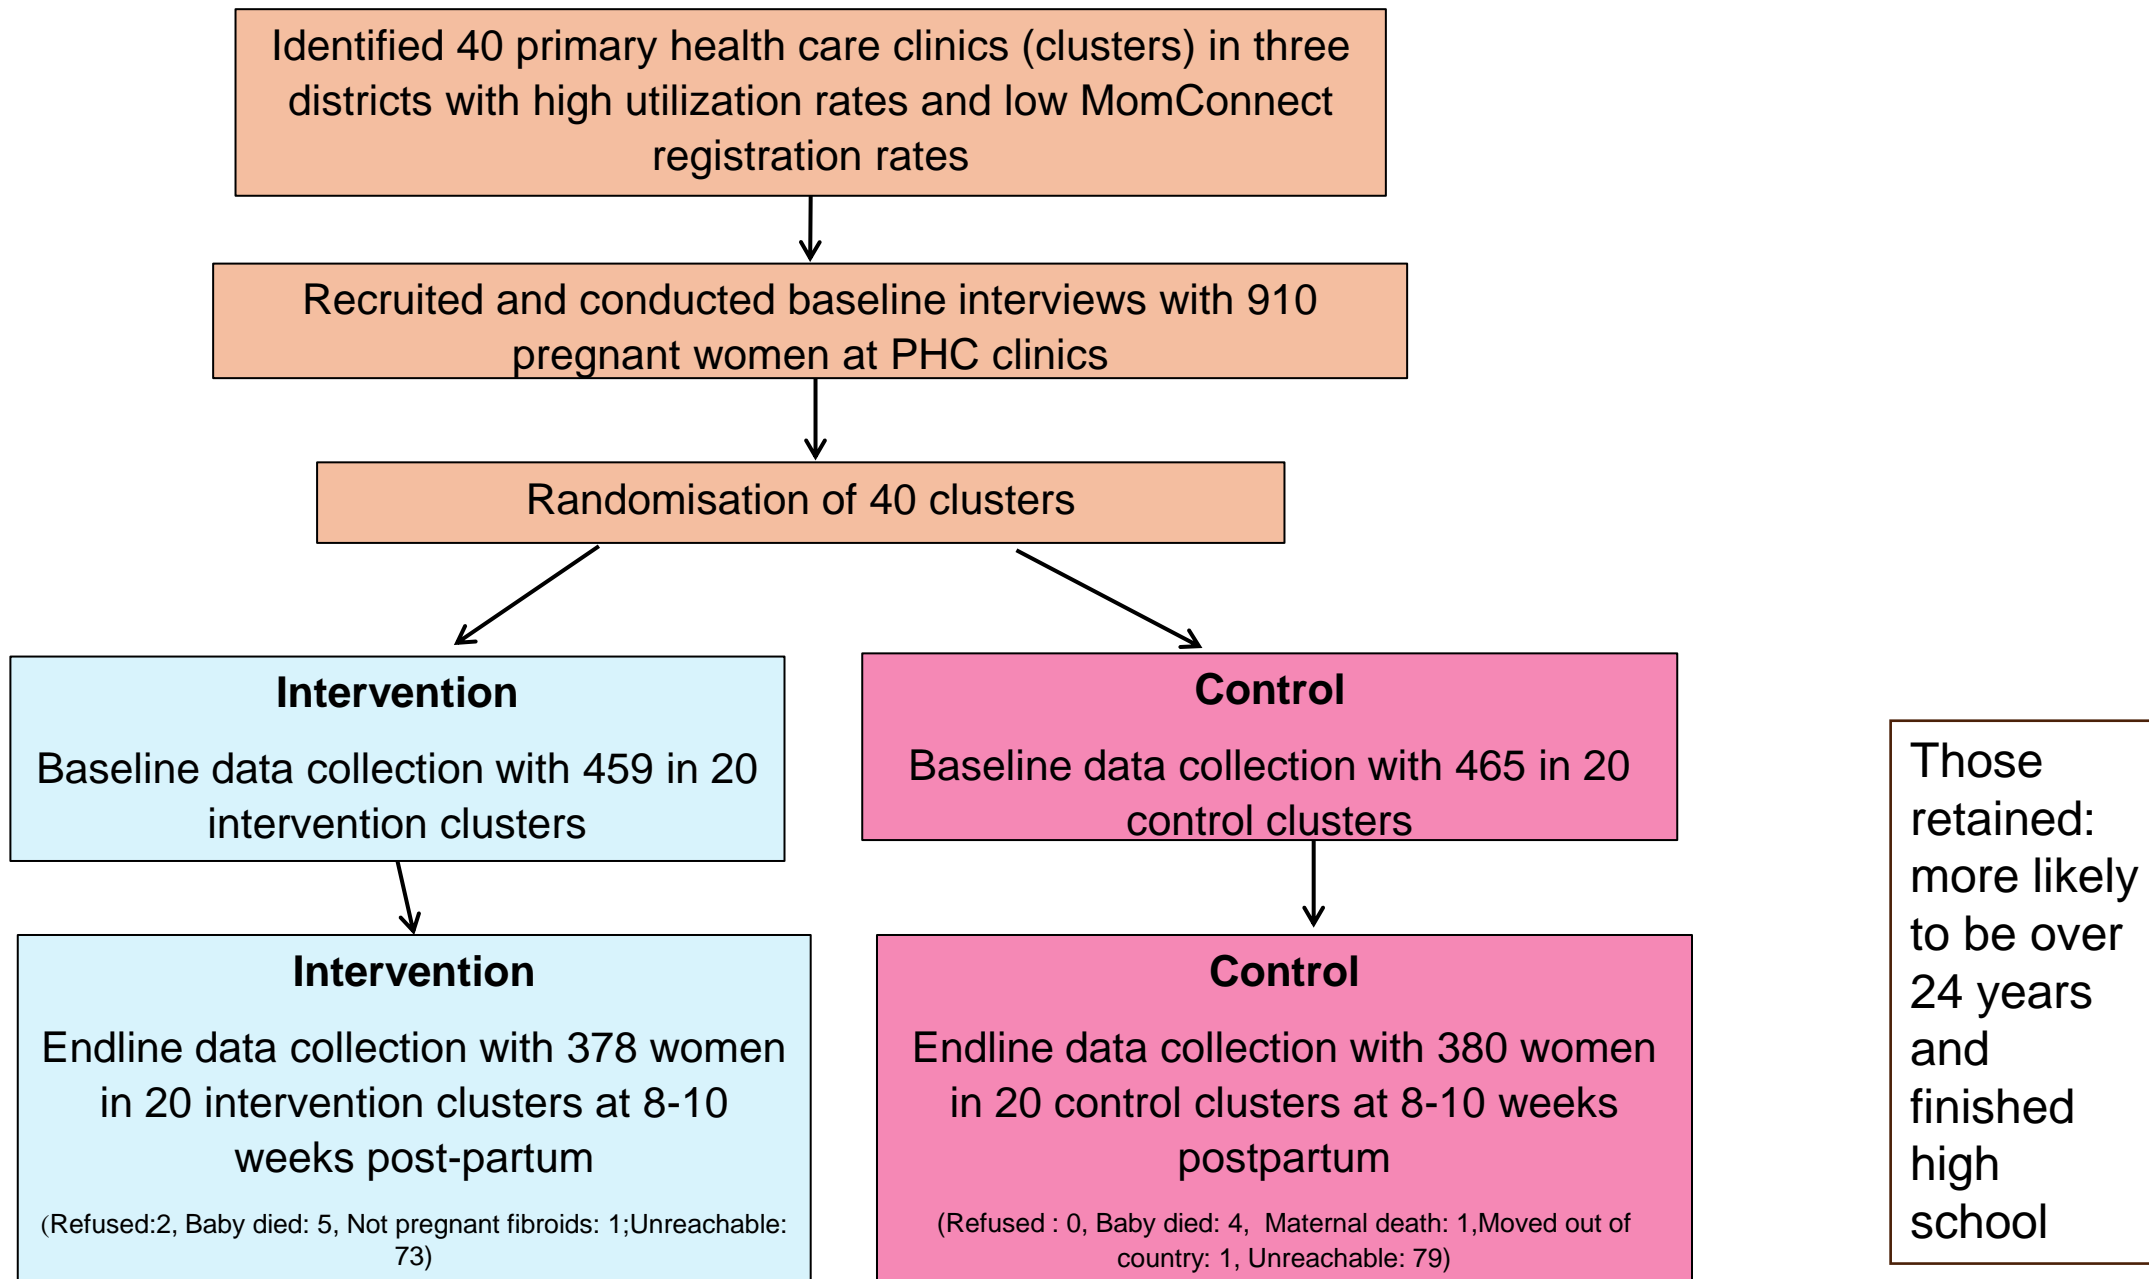 Identified 40 primary health care clinics (clusters) in three
districts with high utilization rates and low MomConnect
registration rates
Recruited and conducted baseline interviews with 910
pregnant women at PHC clinics
Randomisation of 40 clusters
Intervention
Baseline data collection with 459 in 20
intervention clusters
Control
Baseline data collection with 465 in 20
control clusters
Intervention
Endline data collection with 378 women
in 20 intervention clusters at 8-10
weeks post-partum
(Refused:2, Baby died: 5, Not pregnant fibroids: 1;Unreachable:
73)
Control
Endline data collection with 380 women
in 20 control clusters at 8-10 weeks
postpartum
(Refused : 0, Baby died: 4, Maternal death: 1,Moved out of
country: 1, Unreachable: 79)
Those
retained:
more likely
to be over
24 years
and
finished
high
school